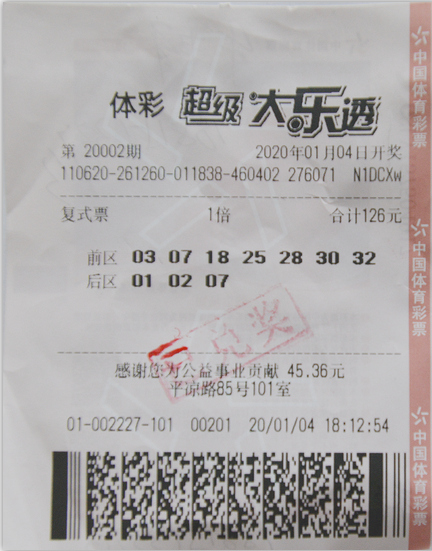 体彩 超级大乐透
第 20002期 2020年01月04日开奖
110620-261260-011838-460402 276071 N1DCXw
复式票 1倍 合计126元
前区 03 07 18 25 28 30 32
后区 01 02 07
兑奖
感谢您为公益事业贡献 45.36元
平凉路85号101室
01-002227-101 00201 20/01/04 18:12:54
中国体育彩票
中国体育彩票
中国体育彩票